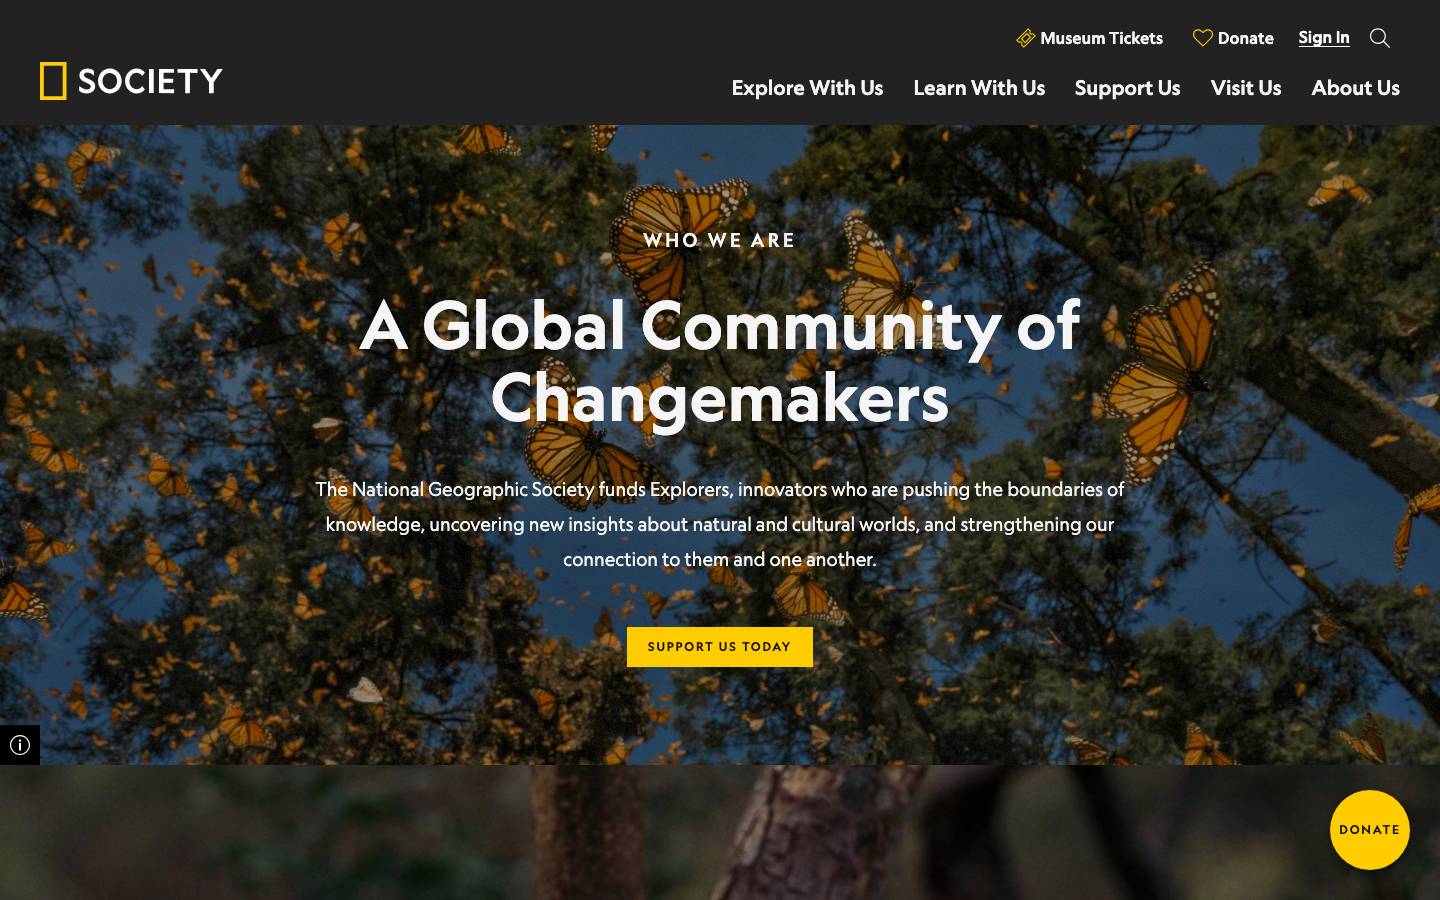 Museum Tickets
Donate
Sign In
SOCIETY
Explore With Us
Learn With Us
Support Us
Visit Us
About Us
WHO WE ARE
A Global Community of
Changemakers
The National Geographic Society funds Explorers, innovators who are pushing the boundaries of
knowledge, uncovering new insights about natural and cultural worlds, and strengthening our
connection to them and one another.
SUPPORT US TODAY
DONATE